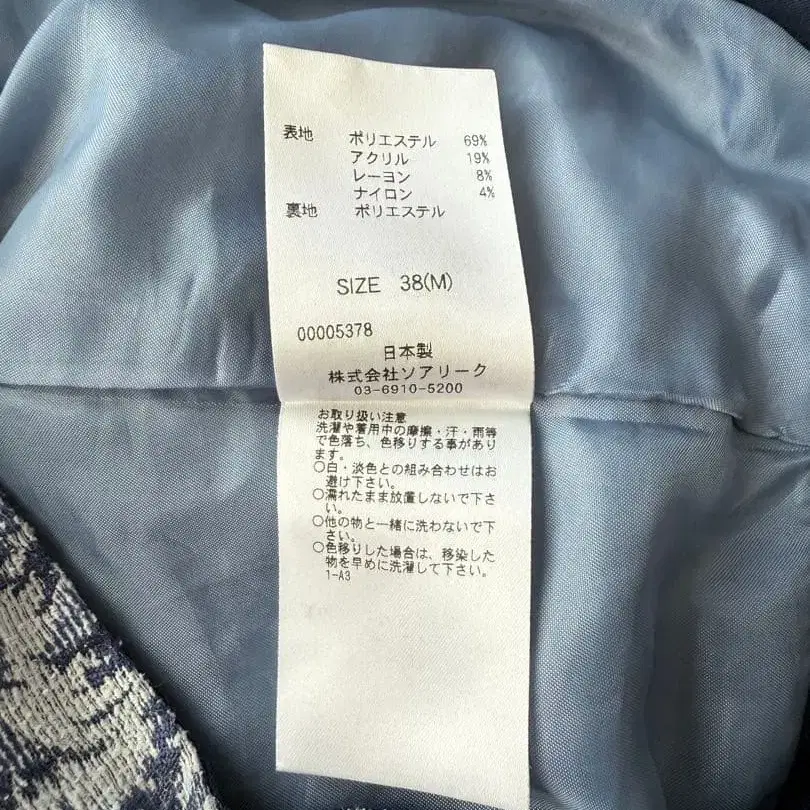 表地 ポリエステル 69%
アクリル 19%
レーヨン 8%
ナイロン 4%
裏地 ポリエステル
SIZE 38(M)
00005378
日本製
株式会社ソアリーク
03-6910-5200
お取り扱い注意
洗濯や着用中の摩擦・汗・雨等
で色落ち、色移りする事があり
ます。
○白・淡色との組み合わせはお
避け下さい。
○濡れたまま放置しないで下さ
い。
○他の物と一緒に洗わないで下
さい。
○色移りした場合は、移染した
物を早めに洗濯して下さい。
1-A3